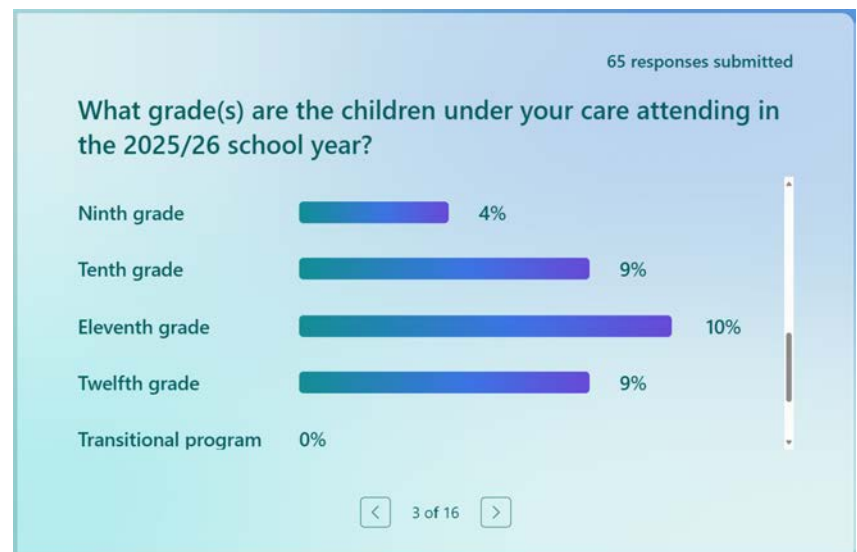 65 responses submitted
What grade(s) are the children under your care attending in
the 2025/26 school year?
Ninth grade 4%
Tenth grade 9%
Eleventh grade 10%
Twelfth grade 9%
Transitional program 0%
3 of 16